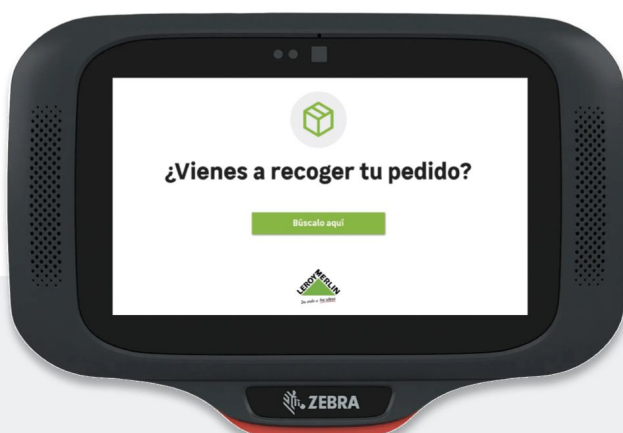 ¿Vienes a recoger tu pedido?
Búscalo aquí
LEROY MERLIN
ZEBRA